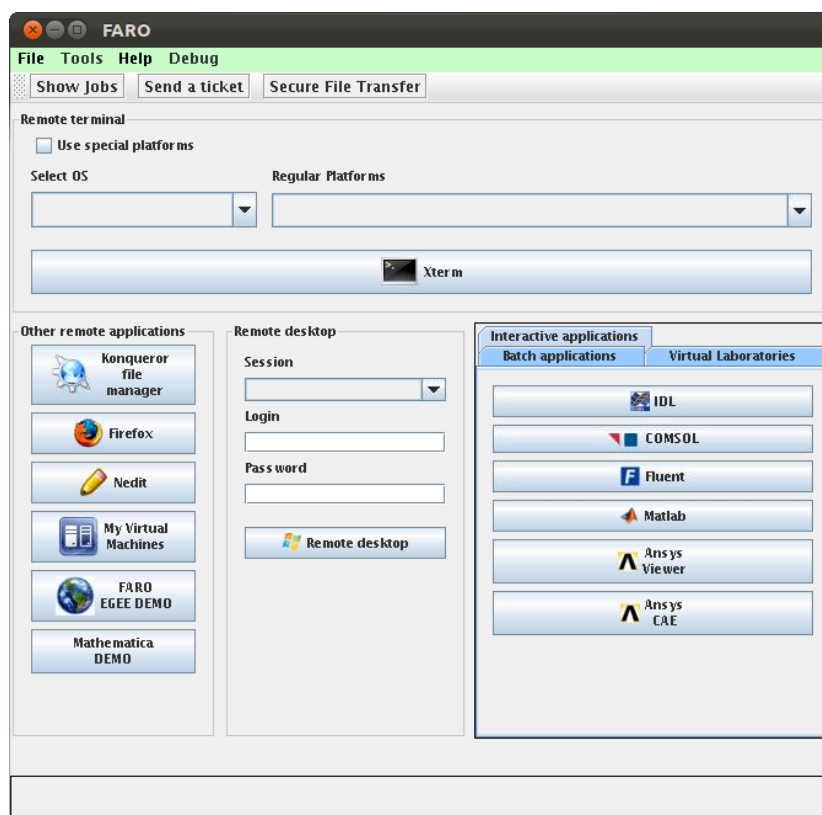 FARO
File Tools Help Debug
Show Jobs Send a ticket Secure File Transfer
Remote terminal
Use special platforms
Select OS Regular Platforms
Xterm
Other remote applications
Konqueror
file
manager
Firefox
Nedit
My Virtual
Machines
FARO
EGEE DEMO
Mathematica
DEMO
Remote desktop
Session
Login
Password
Remote desktop
Interactive applications
Batch applications Virtual Laboratories
IDL
COMSOL
Fluent
Matlab
Ansys
Viewer
Ansys
CAE